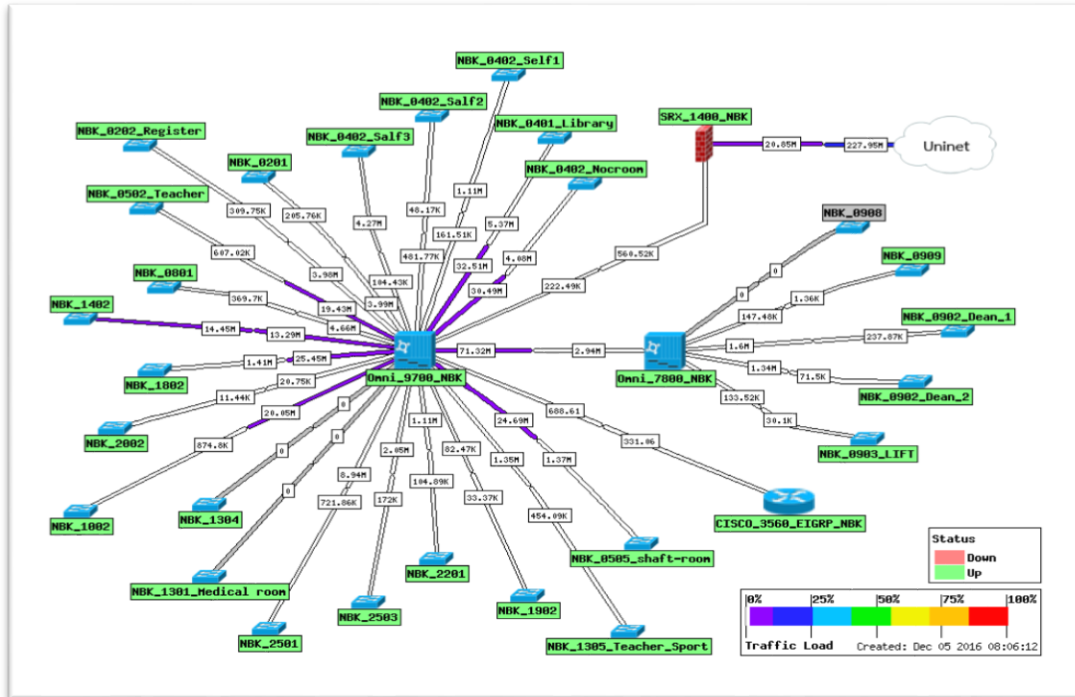 NBK_0402_Self1
NBK_0402_Salf2
NBK_0401_Library
SRX_1400_NBK
NBK_0202_Register
NBK_0402_Salf3
20.85M
227.95M
Uninet
NBK_0201
NBK_0402_Nocroom
NBK_0502_Teacher
1.11M
48.17K
309.75K
205.76K
NBK_0908
4.27M
5.37M
161.51K
607.02K
481.77K
560.52K
4.08M
32.51M
NBK_0801
3.98M
104.43K
0
NBK_0909
222.49K
30.49M
0
1.36K
369.7K
3.99M
19.43M
147.48K
NBK_1402
4.66M
NBK_0902_Dean_1
14.45M
13.29M
237.87K
1.6M
71.32M
2.94M
1.41M
25.45M
1.34M
NBK_1802
Omni_9700_NBK
Omni_7800_NBK
71.5K
20.75K
NBK_0902_Dean_2
11.44K
133.52K
0
688.61
20.05M
1.11M
24.69M
30.1K
NBK_2002
874.8K
0
0
2.05M
82.47K
331.06
NBK_0903_LIFT
1.35M
1.37M
8.94M
0
104.89K
33.37K
721.86K
172K
454.09K
NBK_1002
NBK_1304
CISCO_3560_EIGRP_NBK
Status
Down
Up
NBK_0505_shaft-room
NBK_2201
NBK_1301_Medical room
NBK_2503
NBK_1902
0% 25% 50% 75% 100%
NBK_2501
NBK_1305_Teacher_Sport
Traffic Load Created: Dec 05 2016 08:06:12